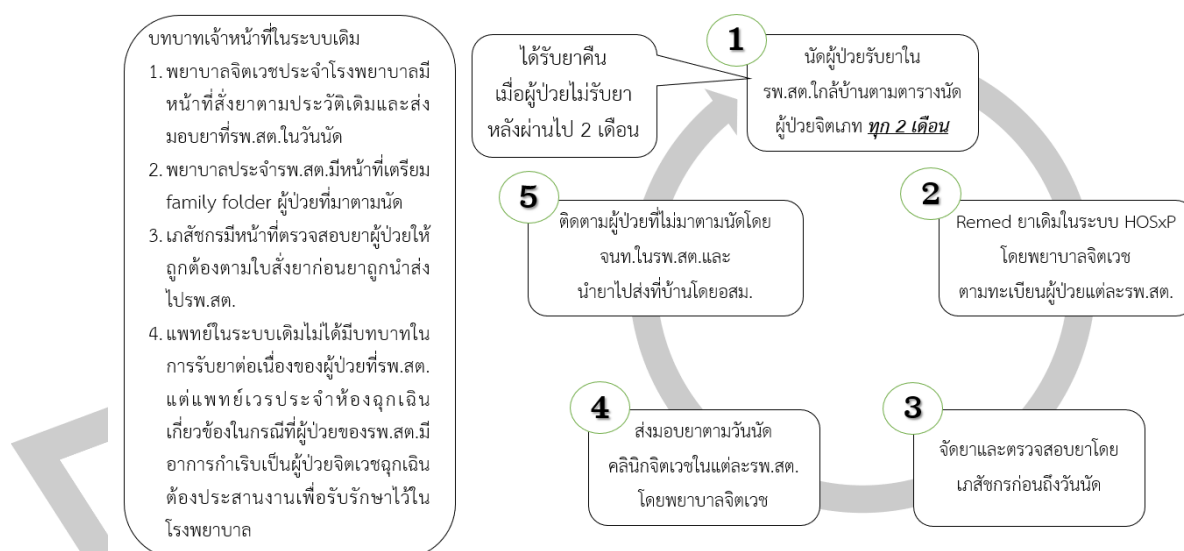 บทบาทเจ้าหน้าที่ในระบบเดิม
1. พยาบาลจิตเวชประจำโรงพยาบาลมี
หน้าที่สั่งยาตามประวัติเดิมและส่ง
มอบยาที่รพ.สต.ในวันนัด
2. พยาบาลประจำรพ.สต.มีหน้าที่เตรียม
family folder ผู้ป่วยที่มาตามนัด
3. เภสัชกรมีหน้าที่ตรวจสอบยาผู้ป่วยให้
ถูกต้องตามใบสั่งยาก่อนยาถูกนำส่ง
ไปรพ.สต.
4. แพทย์ในระบบเดิมไม่ได้มีบทบาทใน
การรับยาต่อเนื่องของผู้ป่วยที่รพ.สต.
แต่แพทย์เวรประจำห้องฉุกเฉิน
เกี่ยวข้องในกรณีที่ผู้ป่วยของรพ.สต.มี
อาการกำเริบเป็นผู้ป่วยจิตเวชฉุกเฉิน
ต้องประสานงานเพื่อรับรักษาไว้ใน
โรงพยาบาล
ได้รับยาคืน
เมื่อผู้ป่วยไม่รับยา
หลังผ่านไป 2 เดือน
1
นัดผู้ป่วยรับยาใน
รพ.สต.ใกล้บ้านตามตารางนัด
ผู้ป่วยจิตเภท ทุก 2 เดือน
2
Remed ยาเดิมในระบบ HOSxP
โดยพยาบาลจิตเวช
ตามทะเบียนผู้ป่วยแต่ละรพ.สต.
3
จัดยาและตรวจสอบยาโดย
เภสัชกรก่อนถึงวันนัด
4
ส่งมอบยาตามวันนัด
คลินิกจิตเวชในแต่ละรพ.สต.
โดยพยาบาลจิตเวช
5
ติดตามผู้ป่วยที่ไม่มาตามนัดโดย
จนท.ในรพ.สต.และ
นำยาไปส่งที่บ้านโดยอสม.